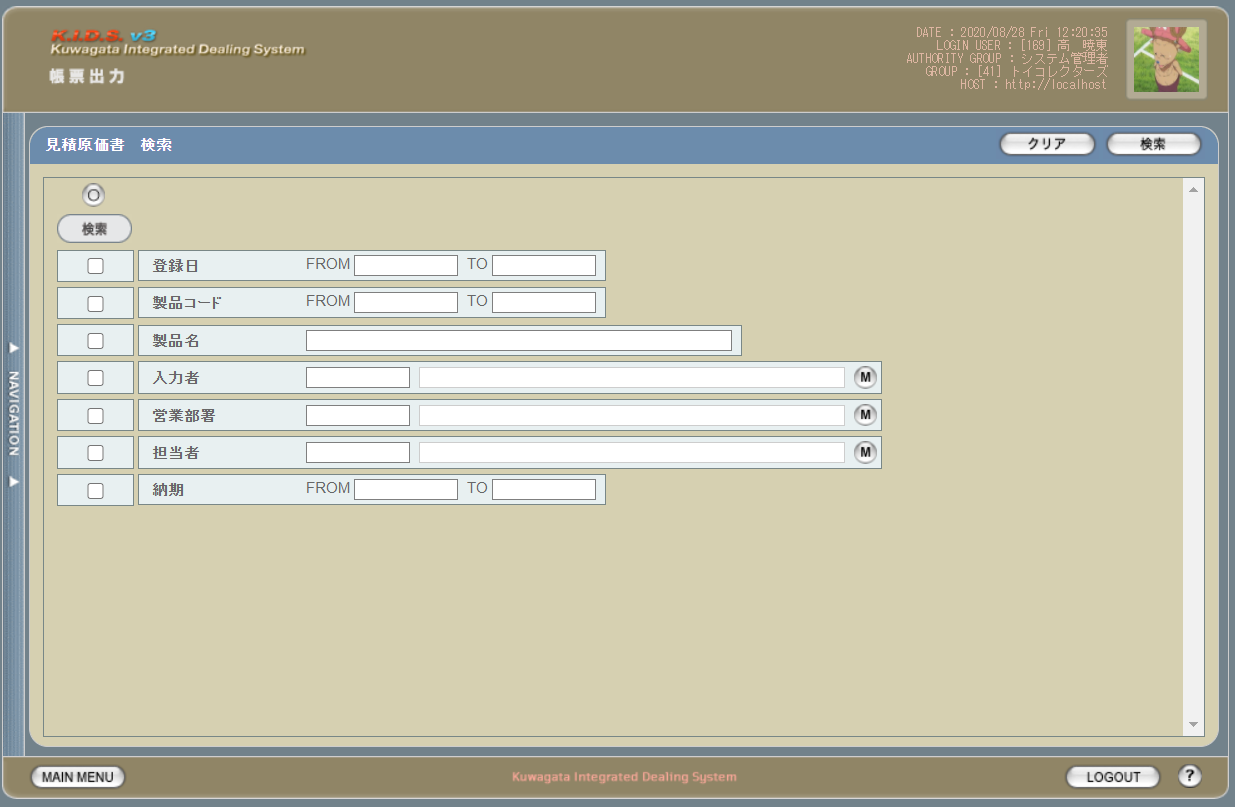 K.I.D.S. v3
Kuwagata Integrated Dealing System
帳票出力
DATE : 2020/08/28 Fri 12:20:35
LOGIN USER : [169] 高 暁東
AUTHORITY GROUP : システム管理者
GROUP : [41] トイコレクターズ
HOST : http://localhost
見積原価書 検索
クリア
検索
検索
登録日 FROM TO
製品コード FROM TO
製品名
入力者 M
営業部署 M
担当者 M
納期 FROM TO
NAVIGATION
MAIN MENU
Kuwagata Integrated Dealing System
LOGOUT
?